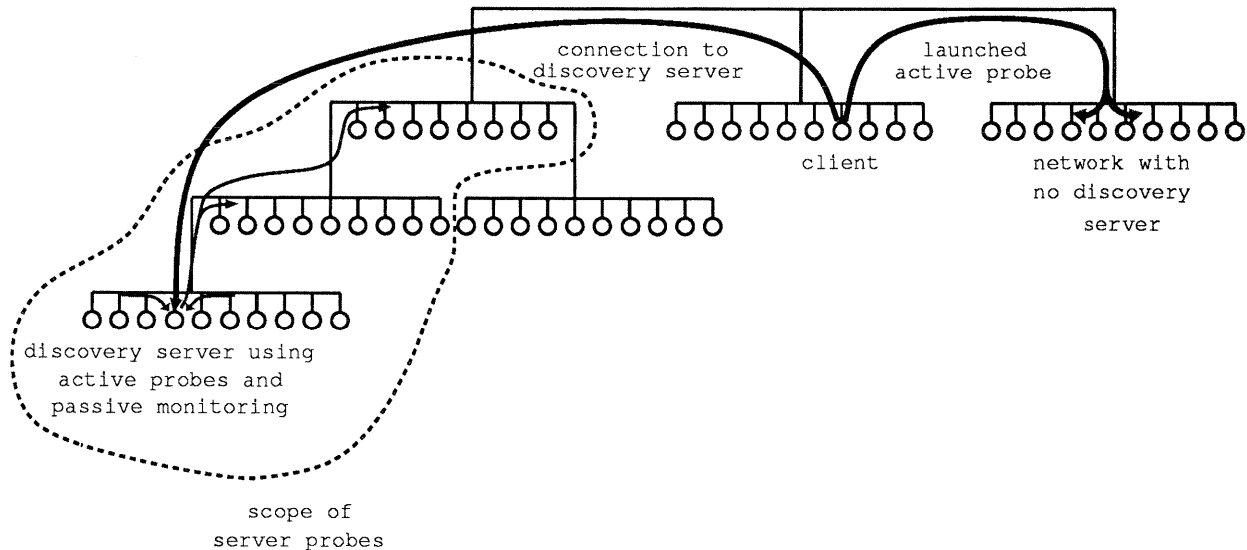 connection to
discovery server
launched
active probe
client
network with
no discovery
server
discovery server using
active probes and
passive monitoring
scope of
server probes